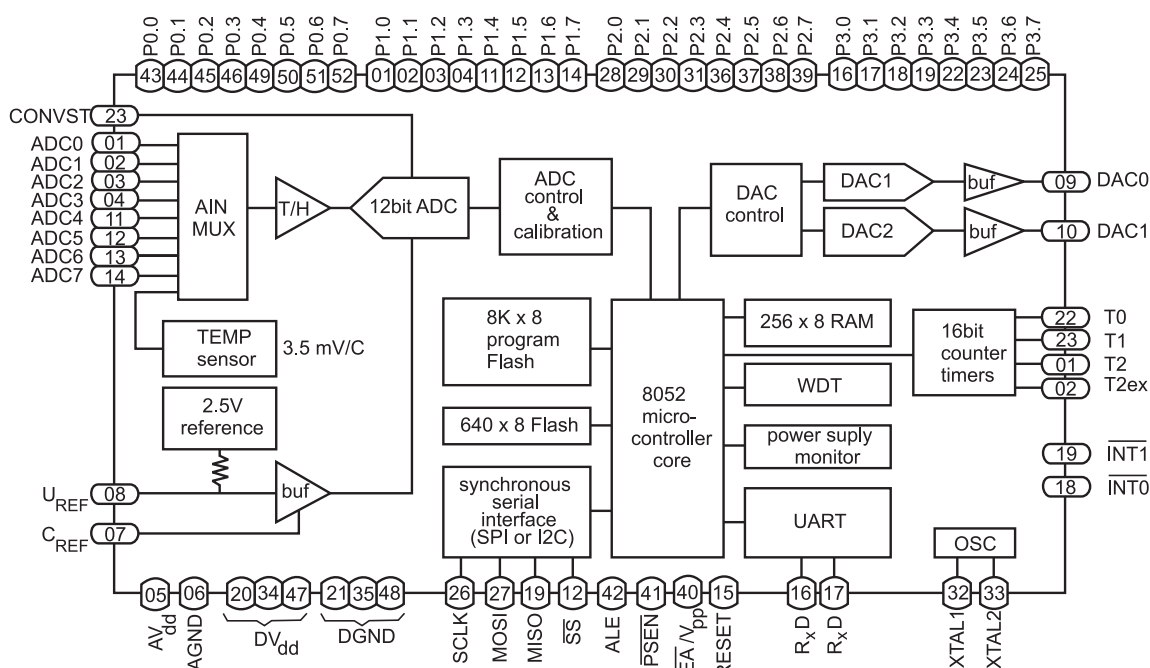 P0.0 P0.1 P0.2 P0.3 P0.4 P0.5 P0.6 P0.7 P1.0 P1.1 P1.2 P1.3 P1.4 P1.5 P1.6 P1.7 P2.0 P2.1 P2.2 P2.3 P2.4 P2.5 P2.6 P2.7 P3.0 P3.1 P3.2 P3.3 P3.4 P3.5 P3.6 P3.7
43 44 45 46 49 50 51 52 01 02 03 04 11 12 13 14 28 29 30 31 36 37 38 39 16 17 18 19 22 23 24 25
CONVST 23
ADC0 01
ADC1 02
ADC2 03
ADC3 04
ADC4 11
ADC5 12
ADC6 13
ADC7 14
AIN
MUX
T/H
12bit ADC
ADC
control
&
calibration
DAC
control
DAC1
buf
09 DAC0
DAC2
buf
10 DAC1
TEMP
sensor
3.5 mV/C
2.5V
reference
8K x 8
program
Flash
640 x 8 Flash
synchronous
serial
interface
(SPI or I2C)
8052
micro-
controller
core
256 x 8 RAM
WDT
power suply
monitor
UART
16bit
counter
timers
22 T0
23 T1
01 T2
02 T2ex
19 INT1
18 INT0
UREF 08
buf
CREF 07
OSC
05 06 20 34 47 21 35 48 26 27 19 12 42 41 40 15 16 17 32 33
AVdd
AGND
DVdd
DGND
SCLK
MOSI
MISO
SS
ALE
PSEN
EA/Vpp
RESET
RxD
RxD
XTAL1
XTAL2